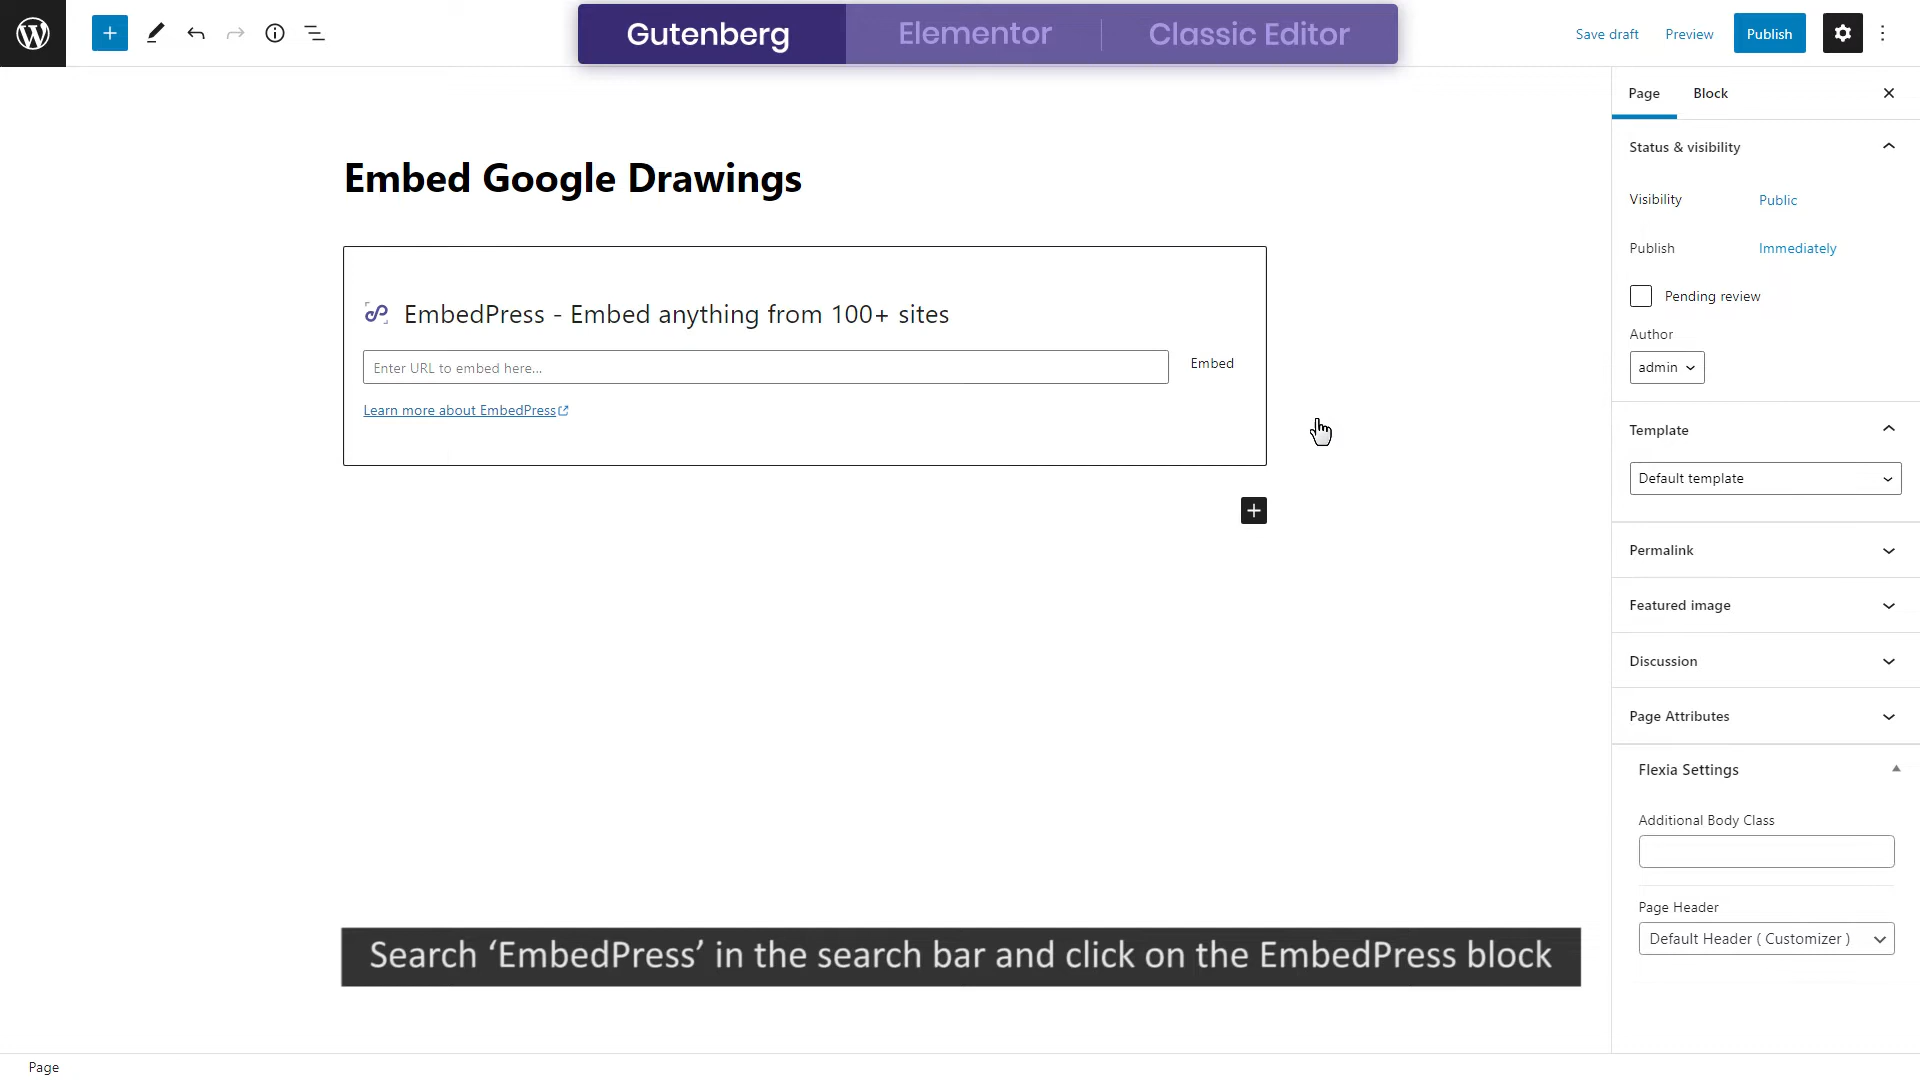 Gutenberg
Elementor
Classic Editor
Save draft
Preview
Publish
Page
Block
Status & visibility
Visibility
Public
Publish
Immediately
Pending review
Author
admin
Template
Default template
Permalink
Featured image
Discussion
Page Attributes
Flexia Settings
Additional Body Class
Page Header
Default Header ( Customizer )
Embed Google Drawings
EmbedPress - Embed anything from 100+ sites
Enter URL to embed here...
Embed
Learn more about EmbedPress
Search ‘EmbedPress’ in the search bar and click on the EmbedPress block
Page